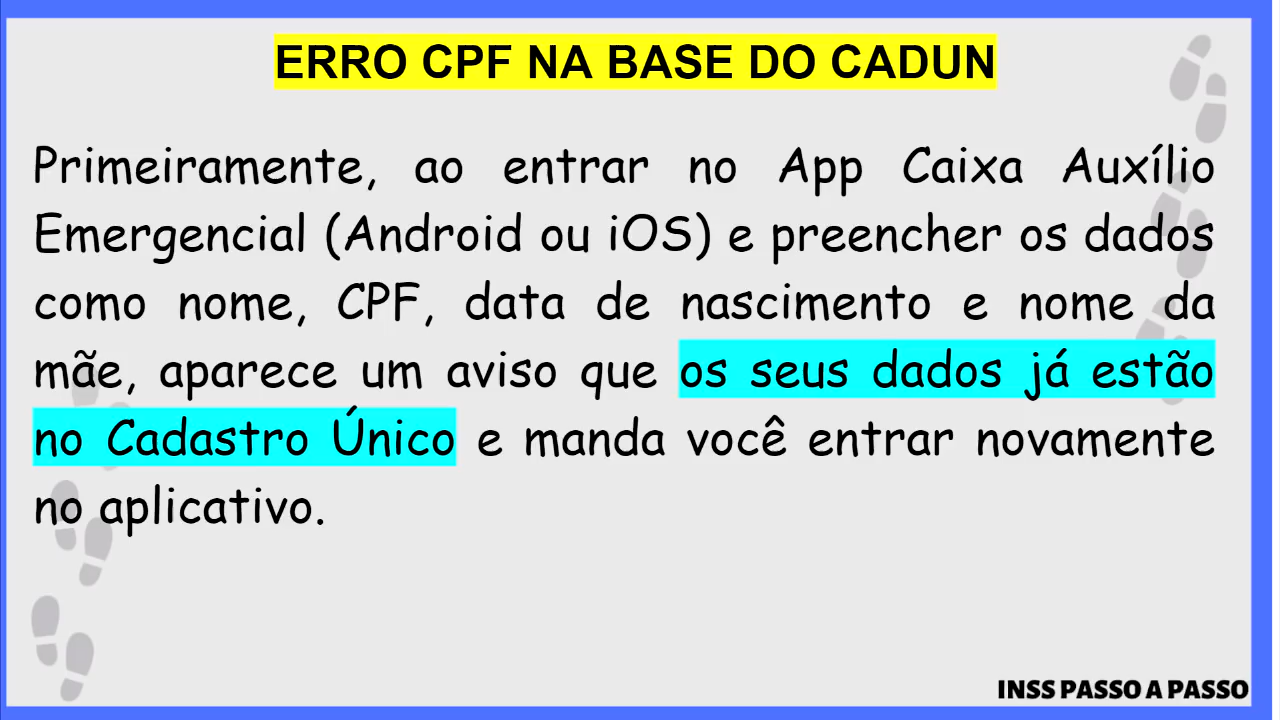 ERRO CPF NA BASE DO CADUN
Primeiramente, ao entrar no App Caixa Auxílio
Emergencial (Android ou iOS) e preencher os dados
como nome, CPF, data de nascimento e nome da
mãe, aparece um aviso que os seus dados já estão
no Cadastro Único e manda você entrar novamente
no aplicativo.
INSS PASSO A PASSO